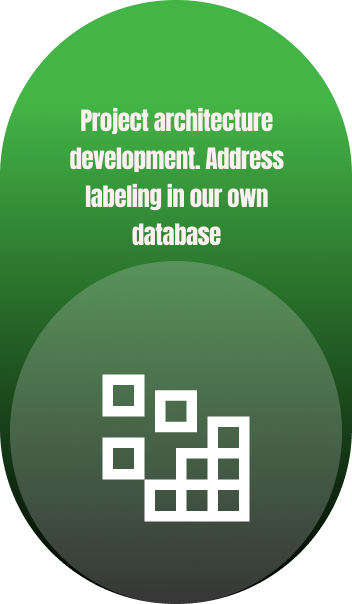 Project architecture
development. Address
labeling in our own
database